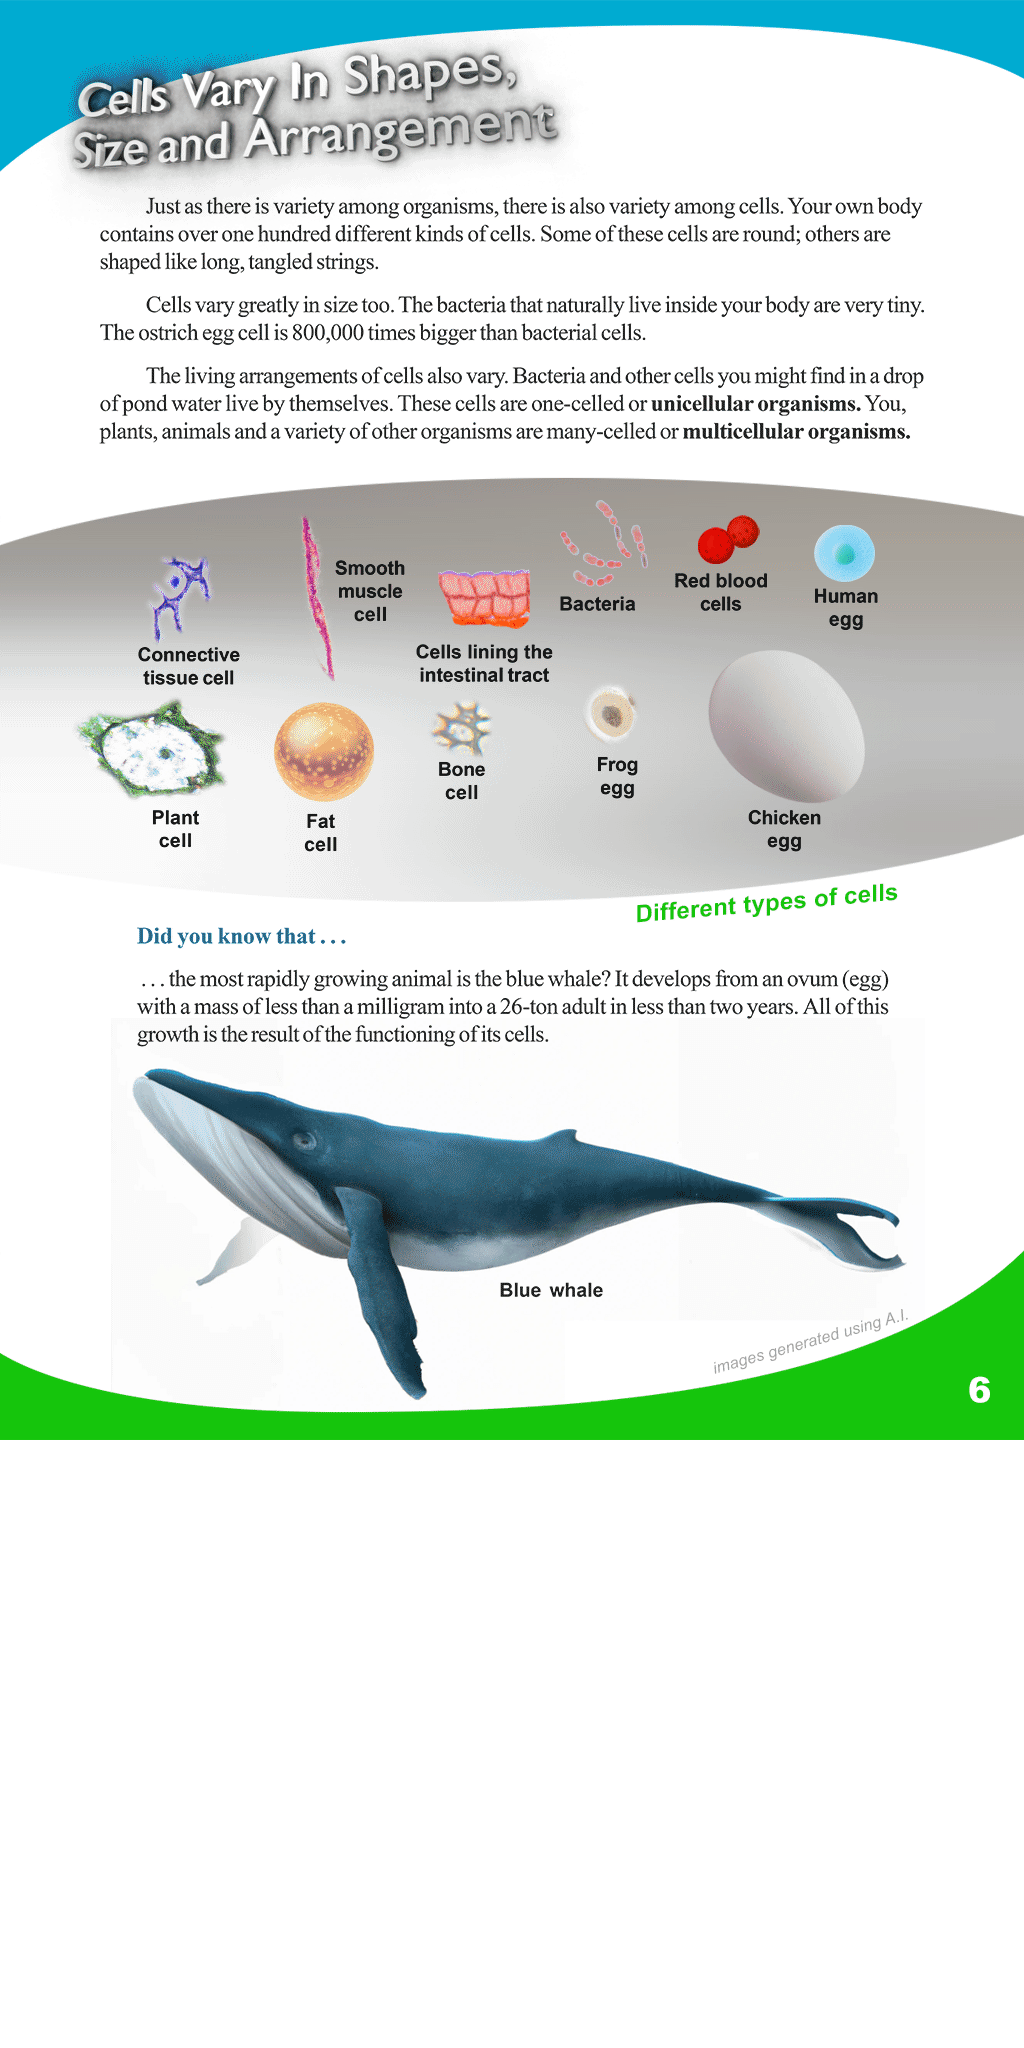 Cells Vary In Shapes,
Size and Arrangement
Just as there is variety among organisms, there is also variety among cells. Your own body
contains over one hundred different kinds of cells. Some of these cells are round; others are
shaped like long, tangled strings.
Cells vary greatly in size too. The bacteria that naturally live inside your body are very tiny.
The ostrich egg cell is 800,000 times bigger than bacterial cells.
The living arrangements of cells also vary. Bacteria and other cells you might find in a drop
of pond water live by themselves. These cells are one-celled or unicellular organisms. You,
plants, animals and a variety of other organisms are many-celled or multicellular organisms.
Connective
tissue cell
Smooth
muscle
cell
Cells lining the
intestinal tract
Bacteria
Red blood
cells
Human
egg
Plant
cell
Fat
cell
Bone
cell
Frog
egg
Chicken
egg
Different types of cells
Did you know that . . .
. . . the most rapidly growing animal is the blue whale? It develops from an ovum (egg)
with a mass of less than a milligram into a 26-ton adult in less than two years. All of this
growth is the result of the functioning of its cells.
Blue whale
images generated using A.I.
6